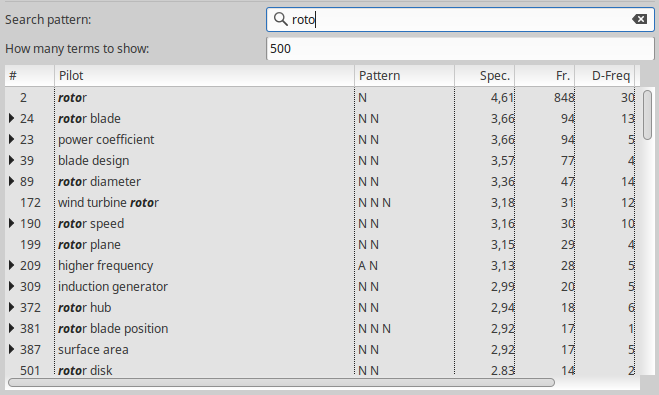 Search pattern: roto
How many terms to show: 500
# Pilot Pattern Spec. Fr. D-Freq
2 rotor N 4,61 848 30
24 rotor blade N N 3,66 94 13
23 power coefficient N N 3,66 94 5
39 blade design N N 3,57 77 4
89 rotor diameter N N 3,36 47 14
172 wind turbine rotor N N N 3,18 31 12
190 rotor speed N N 3,16 30 10
199 rotor plane N N 3,15 29 4
209 higher frequency A N 3,13 28 5
309 induction generator N N 2,99 20 5
372 rotor hub N N 2,94 18 6
381 rotor blade position N N N 2,92 17 1
387 surface area N N 2,92 17 5
501 rotor disk N N 2,83 14 2